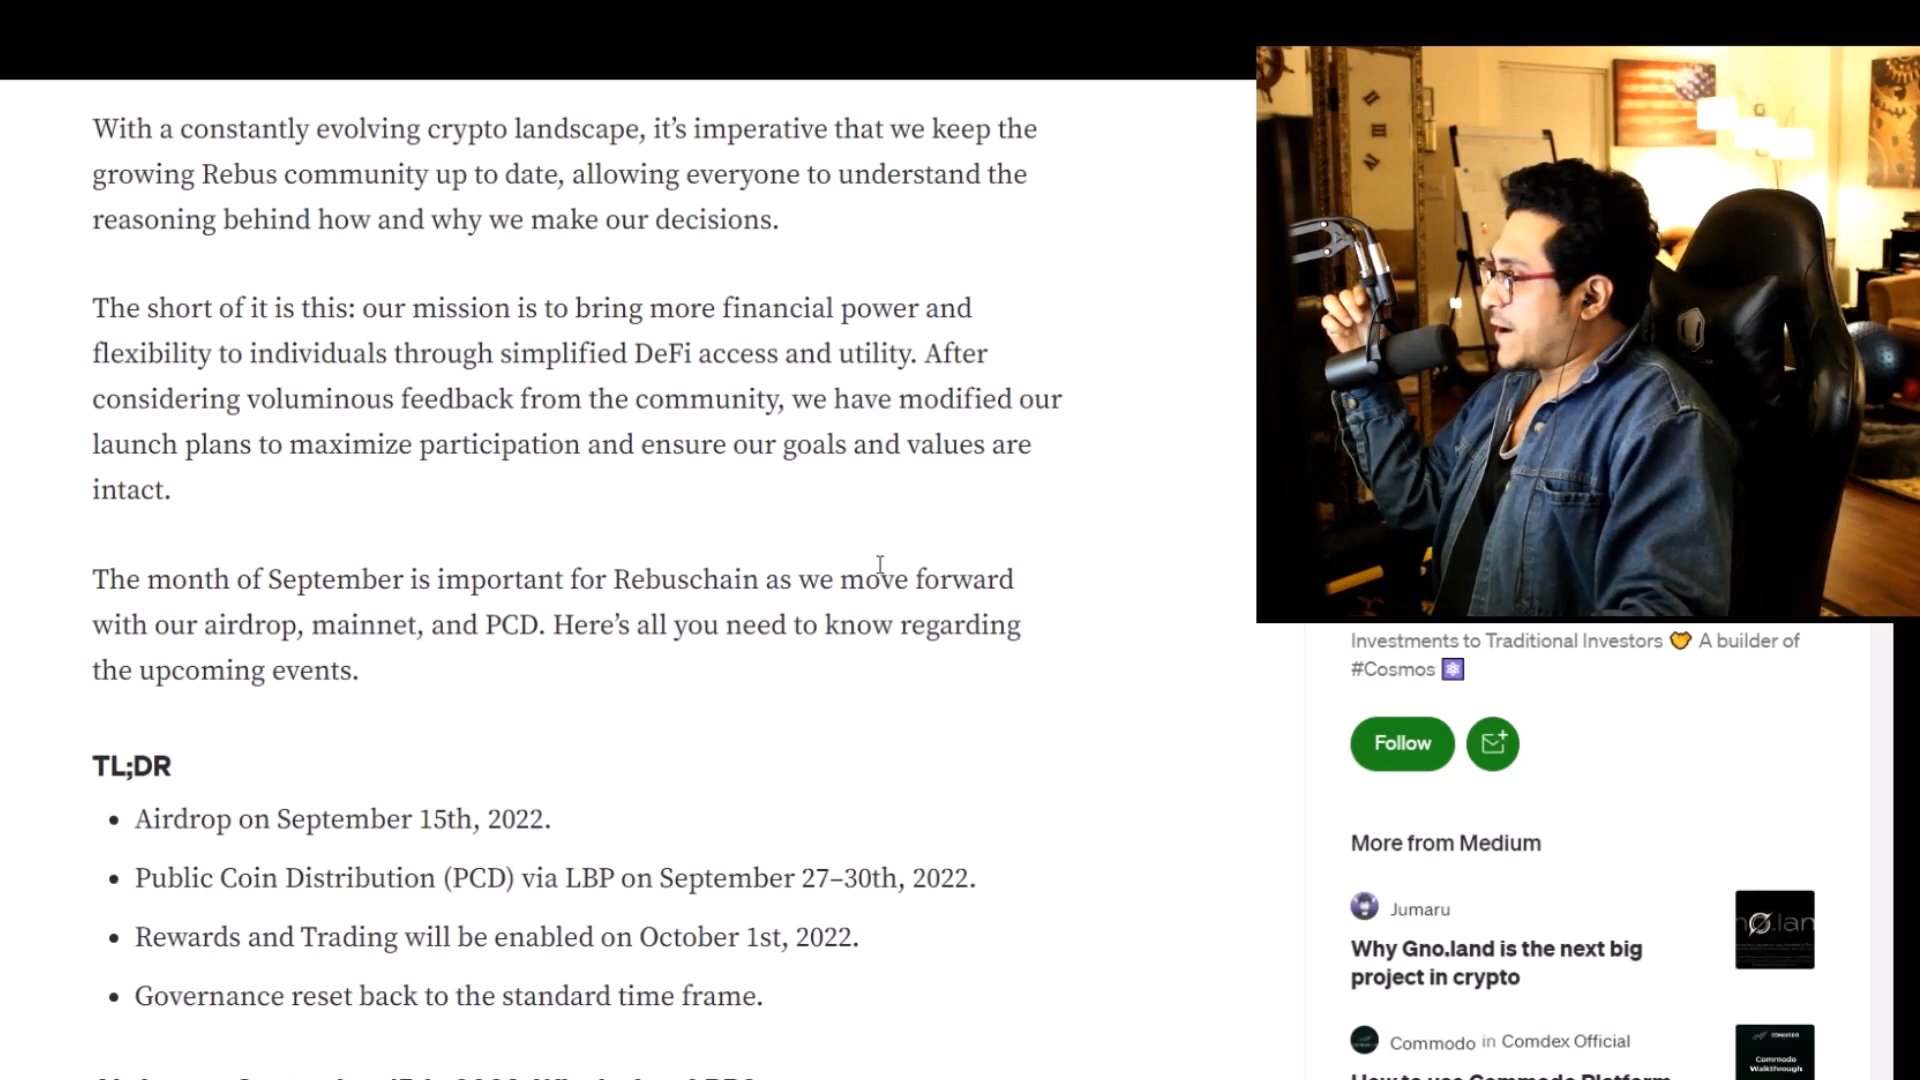 With a constantly evolving crypto landscape, it’s imperative that we keep the
growing Rebus community up to date, allowing everyone to understand the
reasoning behind how and why we make our decisions.
The short of it is this: our mission is to bring more financial power and
flexibility to individuals through simplified DeFi access and utility. After
considering voluminous feedback from the community, we have modified our
launch plans to maximize participation and ensure our goals and values are
intact.
The month of September is important for Rebuschain as we move forward
with our airdrop, mainnet, and PCD. Here’s all you need to know regarding
the upcoming events.
TL;DR
• Airdrop on September 15th, 2022.
• Public Coin Distribution (PCD) via LBP on September 27–30th, 2022.
• Rewards and Trading will be enabled on October 1st, 2022.
• Governance reset back to the standard time frame.
Investments to Traditional Investors 💛 A builder of
#Cosmos ⚛
Follow
More from Medium
Jumaru
Why Gno.land is the next big
project in crypto
Commodo in Comdex Official
How to use Commodo Platform
Commodo
Walkthrough